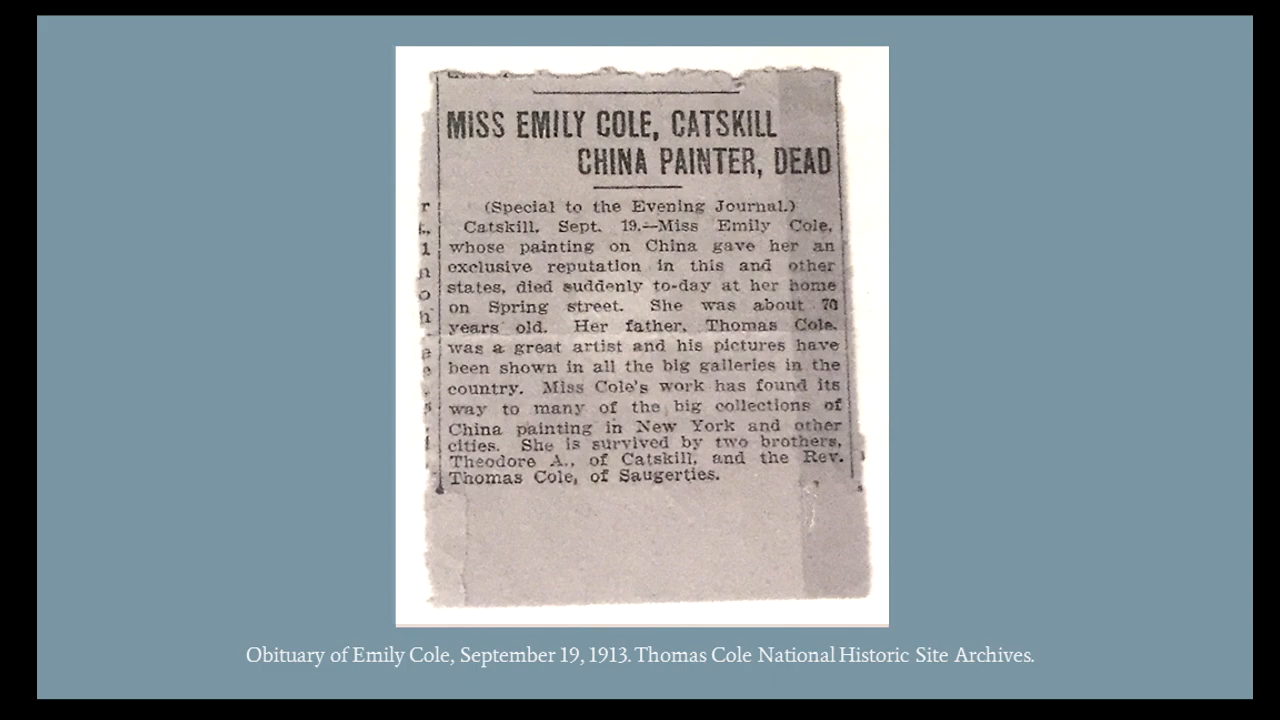 MISS EMILY COLE, CATSKILL
CHINA PAINTER, DEAD
(Special to the Evening Journal.)
Catskill, Sept. 19.—Miss Emily Cole,
whose painting on China gave her an
exclusive reputation in this and other
states, died suddenly to-day at her home
on Spring street. She was about 70
years old. Her father, Thomas Cole,
was a great artist and his pictures have
been shown in all the big galleries in the
country. Miss Cole's work has found its
way to many of the big collections of
China painting in New York and other
cities. She is survived by two brothers,
Theodore A., of Catskill, and the Rev.
Thomas Cole, of Saugerties.
Obituary of Emily Cole, September 19, 1913. Thomas Cole National Historic Site Archives.